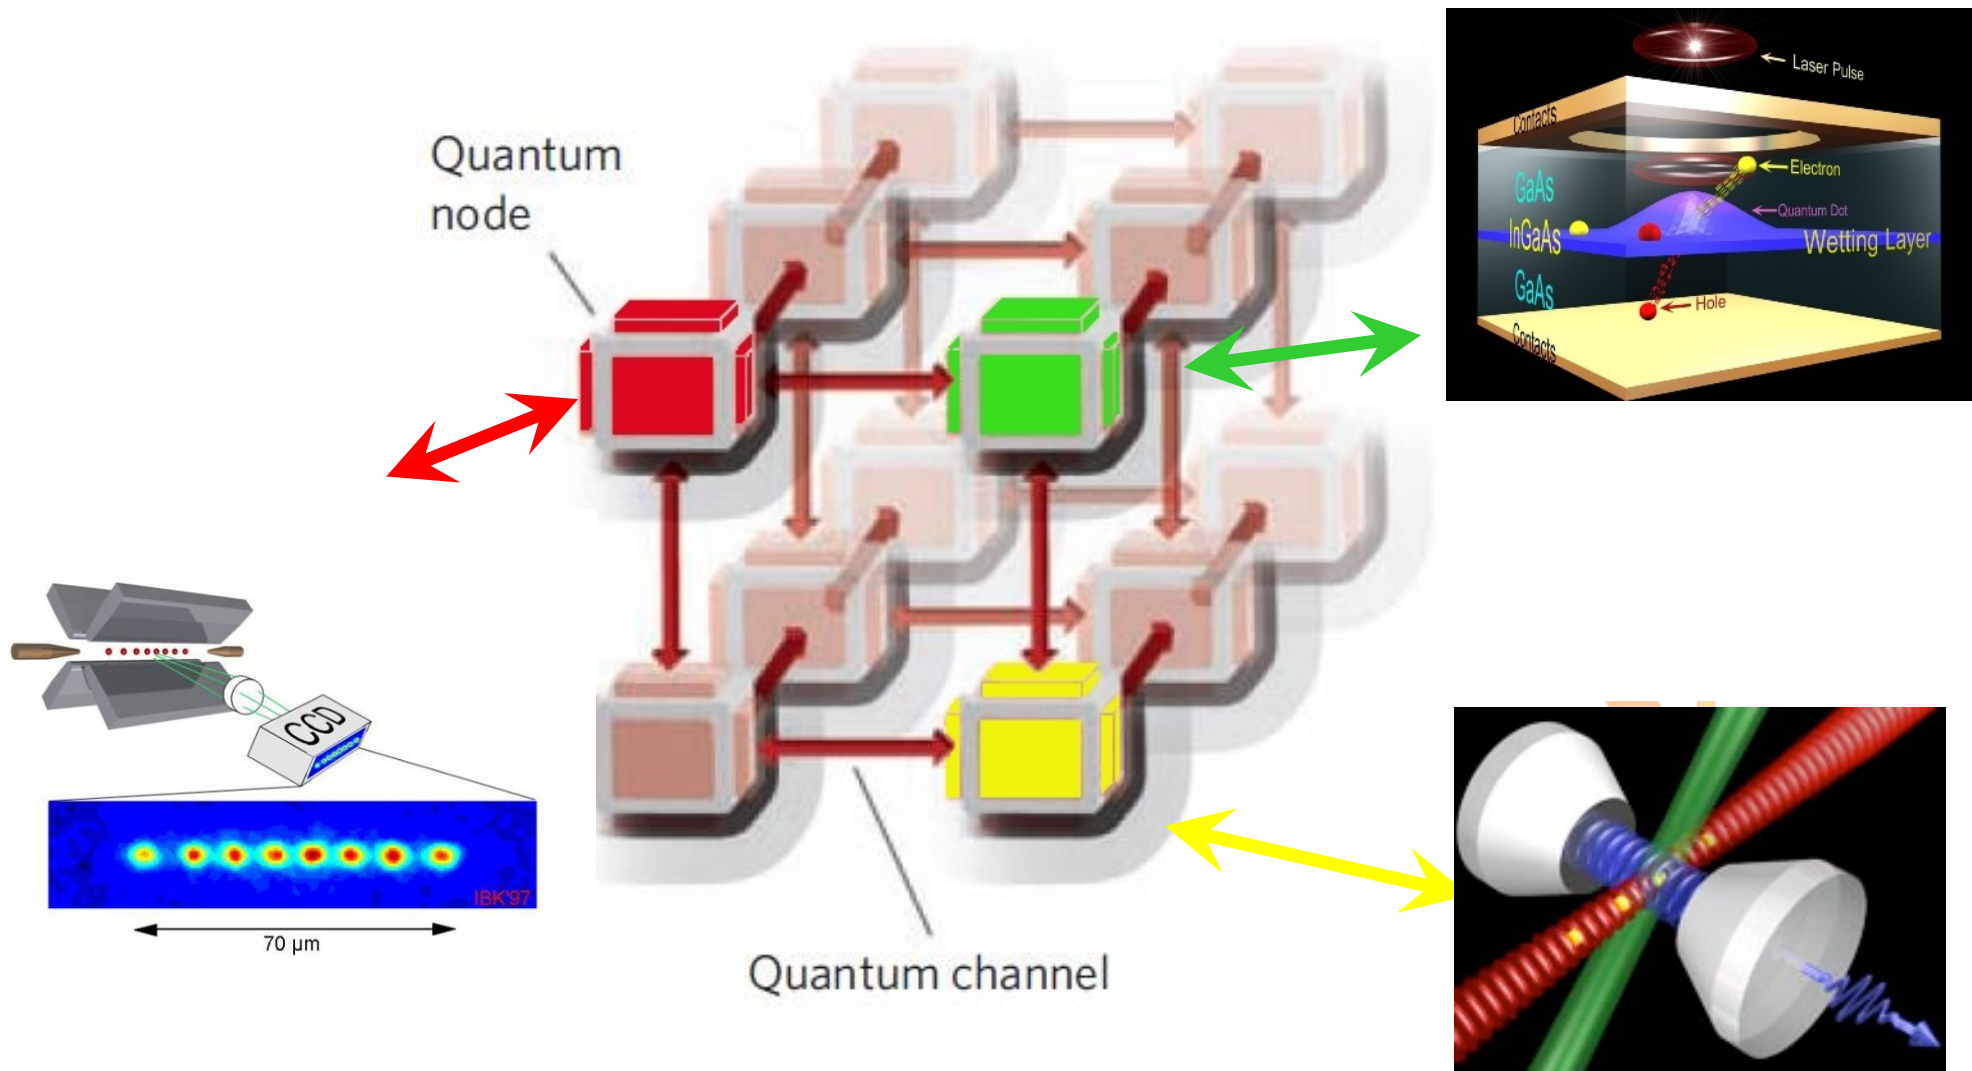 Quantum
node
Laser Pulse
Contacts
Electron
GaAs
Quantum Dot
InGaAs
Wetting Layer
GaAs
Hole
Contacts
CCD
IBK'97
70 µm
Quantum channel